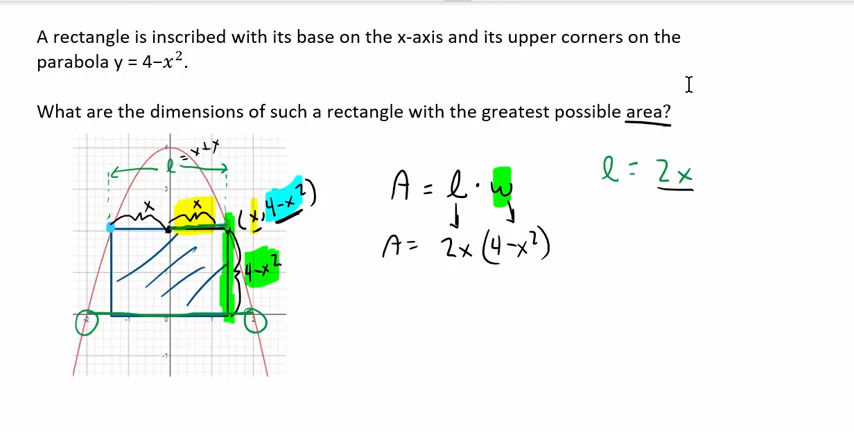 A rectangle is inscribed with its base on the x-axis and its upper corners on the
parabola y = 4−x².
What are the dimensions of such a rectangle with the greatest possible area?
l = x+x
l = 2x
x
x
(x, 4-x²)
A = l · w
A = 2x (4-x²)
4-x²